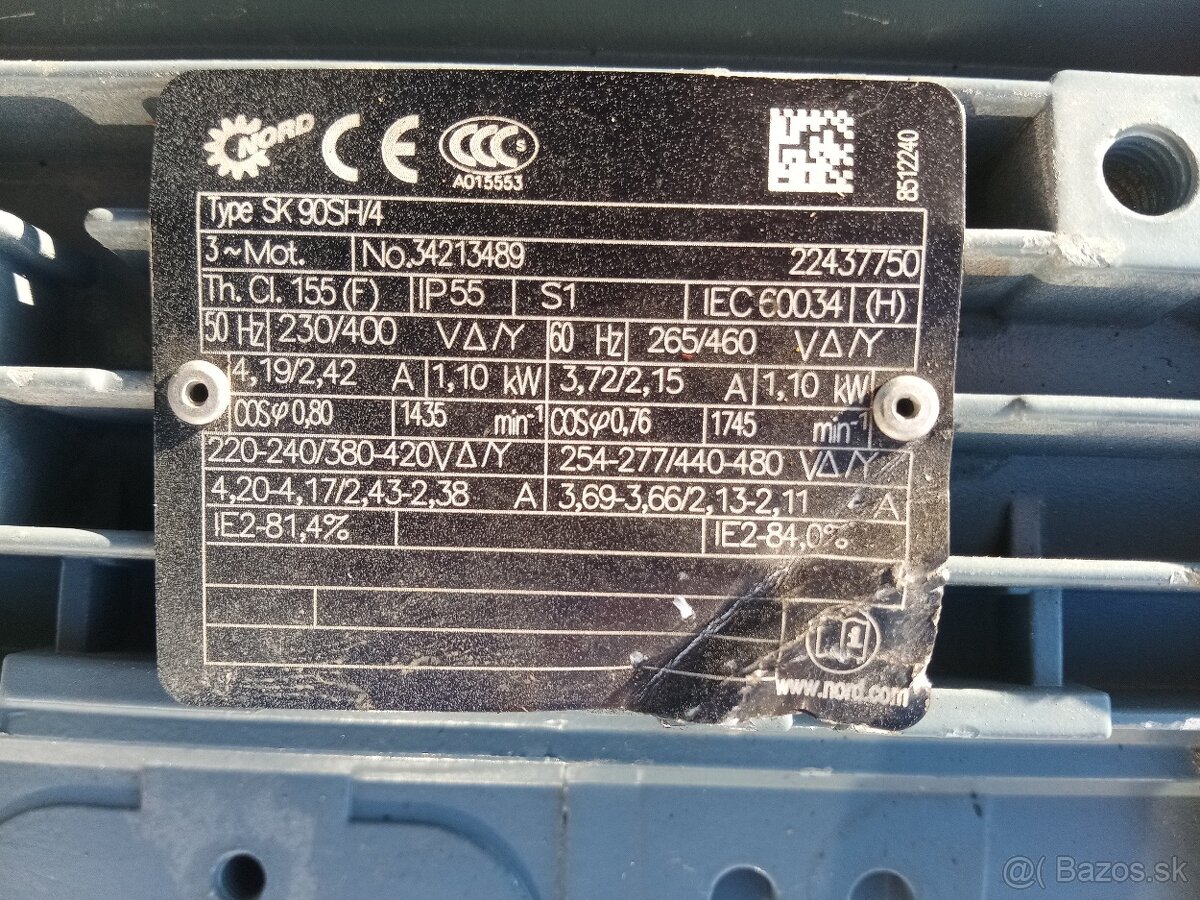 NORD CE CCC S
A015553
8512240
Type SK 90SH/4
3~Mot. No.34213489 22437750
Th. Cl. 155 (F) IP55 S1 IEC 60034 (H)
50 Hz 230/400 VΔ/Y 60 Hz 265/460 VΔ/Y
4,19/2,42 A 1,10 kW 3,72/2,15 A 1,10 kW
COSφ0,80 1435 min-1 COSφ0,76 1745 min-1
220-240/380-420VΔ/Y 254-277/440-480 VΔ/Y
4,20-4,17/2,43-2,38 A 3,69-3,66/2,13-2,11 A
IE2-81,4% IE2-84,0%
i
www.nord.com
@( Bazos.sk